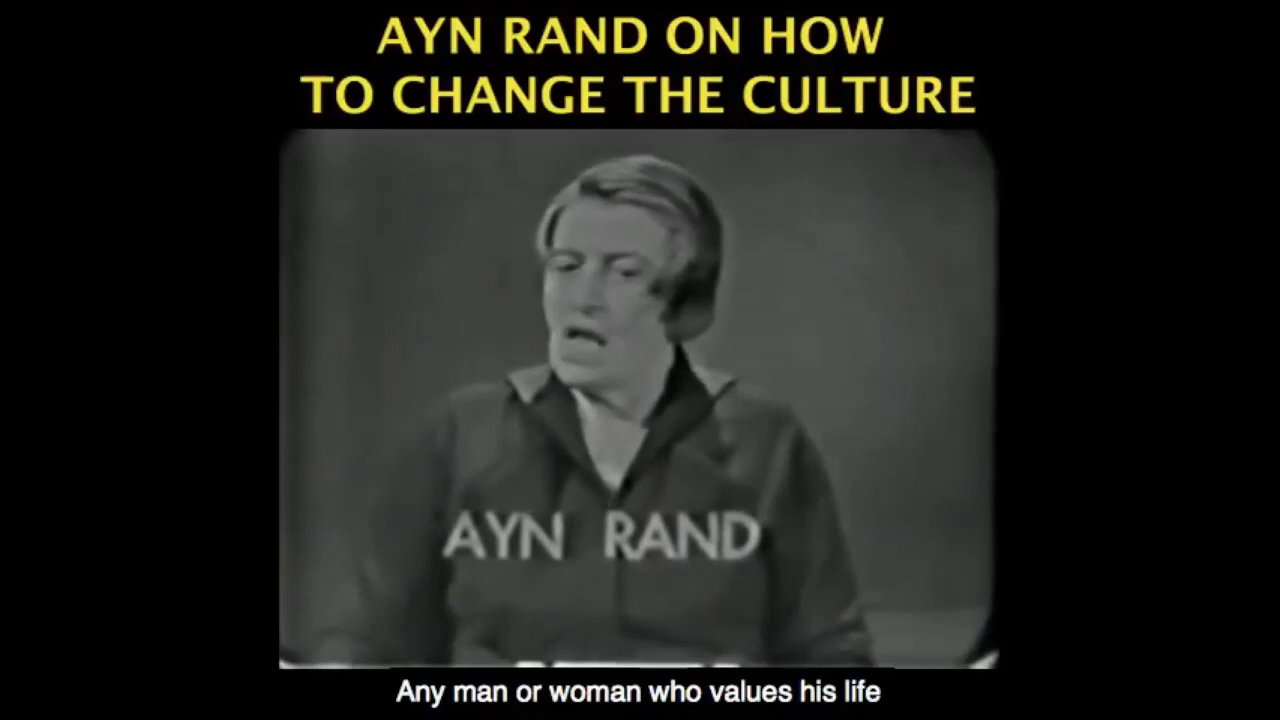 AYN RAND ON HOW
TO CHANGE THE CULTURE
AYN RAND
Any man or woman who values his life